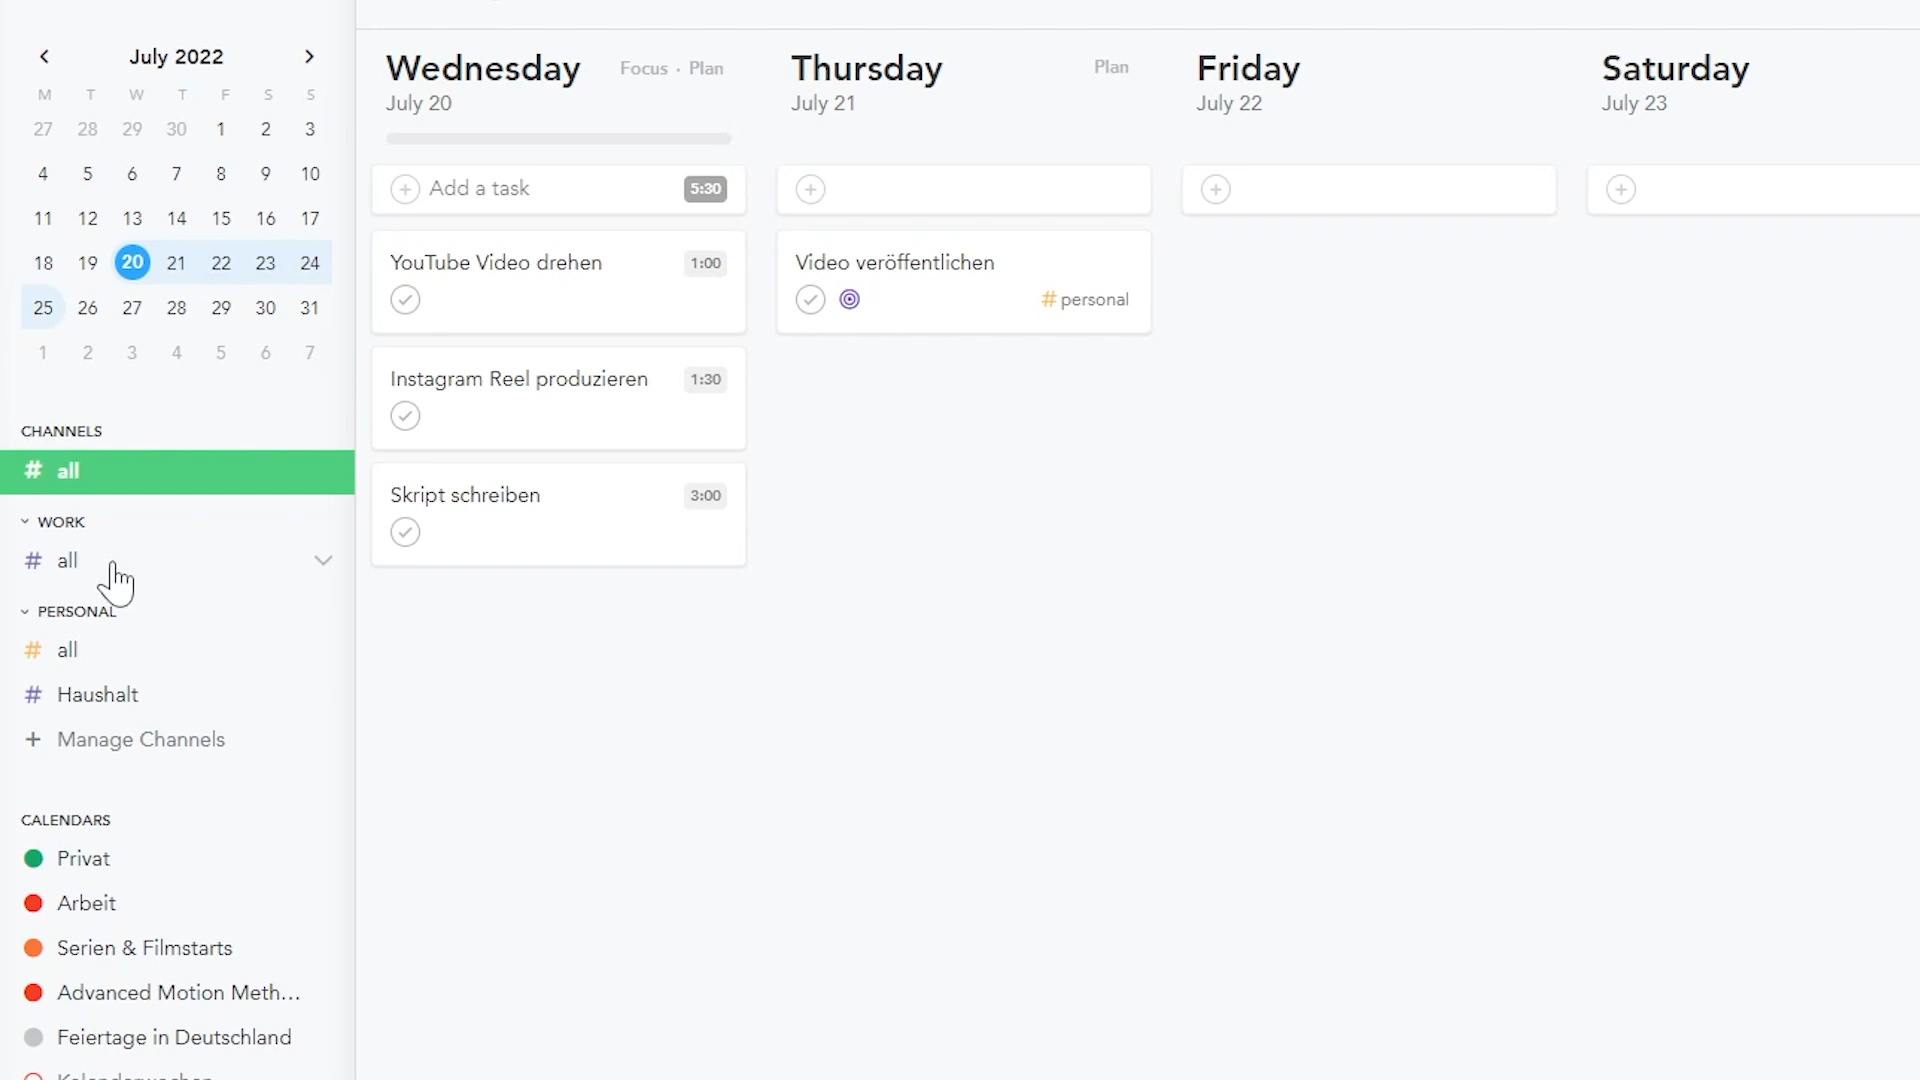 July 2022
M T W T F S S
27 28 29 30 1 2 3
4 5 6 7 8 9 10
11 12 13 14 15 16 17
18 19 20 21 22 23 24
25 26 27 28 29 30 31
1 2 3 4 5 6 7
CHANNELS
# all
WORK
# all
PERSONAL
# all
# Haushalt
+ Manage Channels
CALENDARS
Privat
Arbeit
Serien & Filmstarts
Advanced Motion Meth...
Feiertage in Deutschland
Wednesday Focus · Plan
July 20
Add a task 5:30
YouTube Video drehen 1:00
Instagram Reel produzieren 1:30
Skript schreiben 3:00
Thursday Plan
July 21
Video veröffentlichen
# personal
Friday
July 22
Saturday
July 23